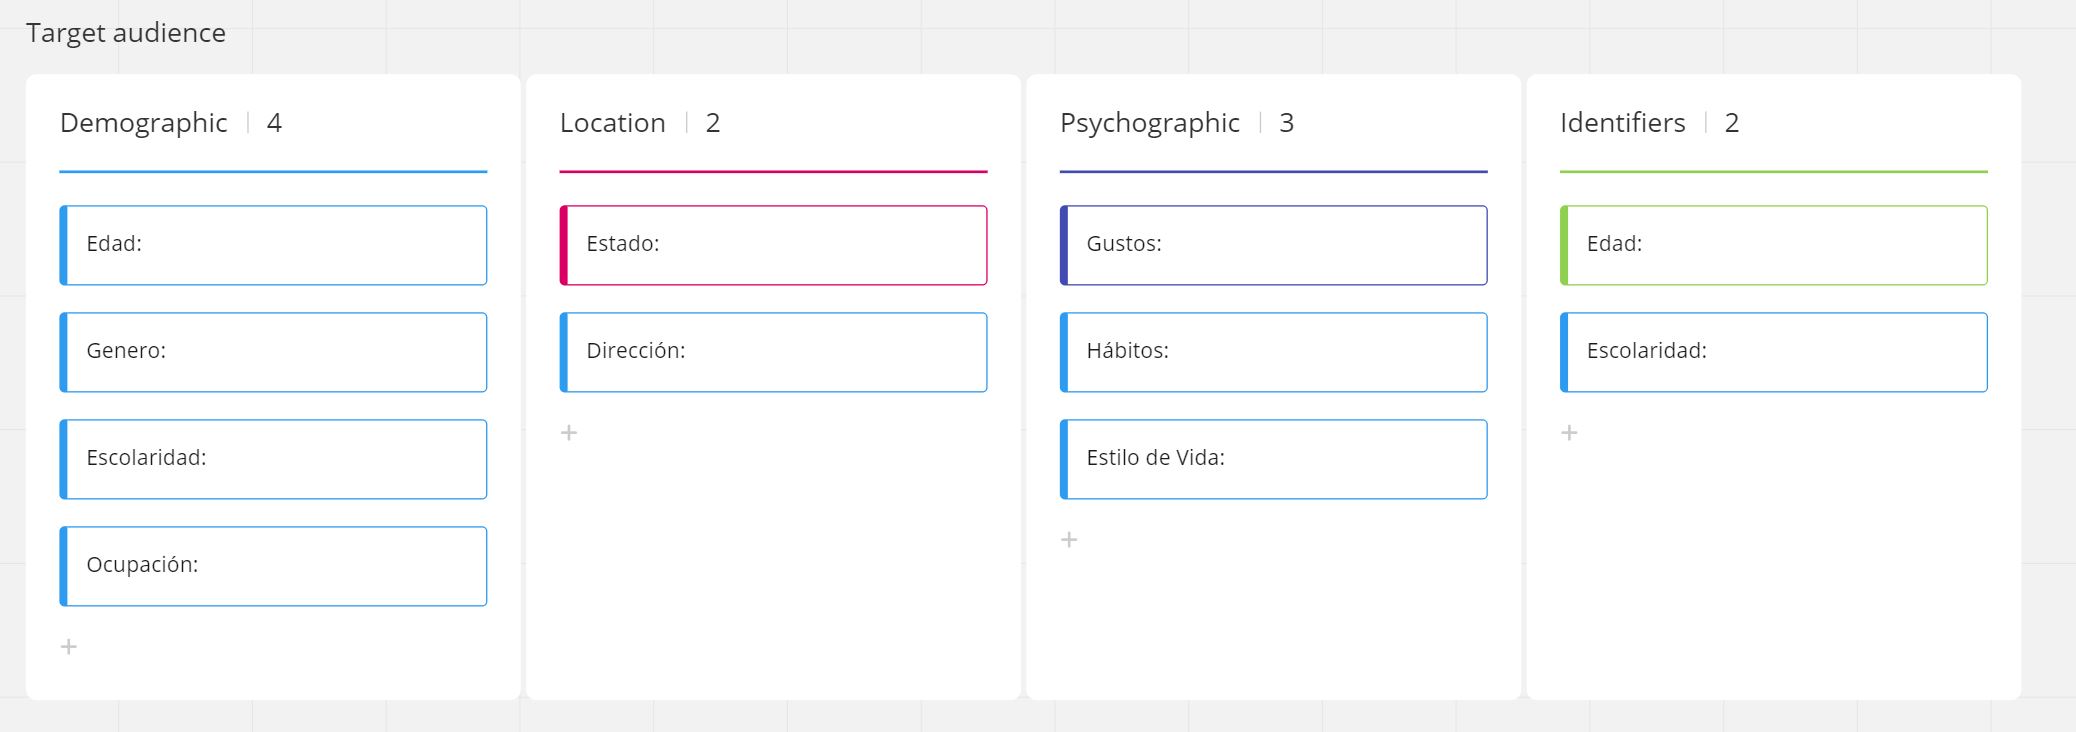 Target audience
Demographic | 4
Edad:
Genero:
Escolaridad:
Ocupación:
+
Location | 2
Estado:
Dirección:
+
Psychographic | 3
Gustos:
Hábitos:
Estilo de Vida:
+
Identifiers | 2
Edad:
Escolaridad:
+